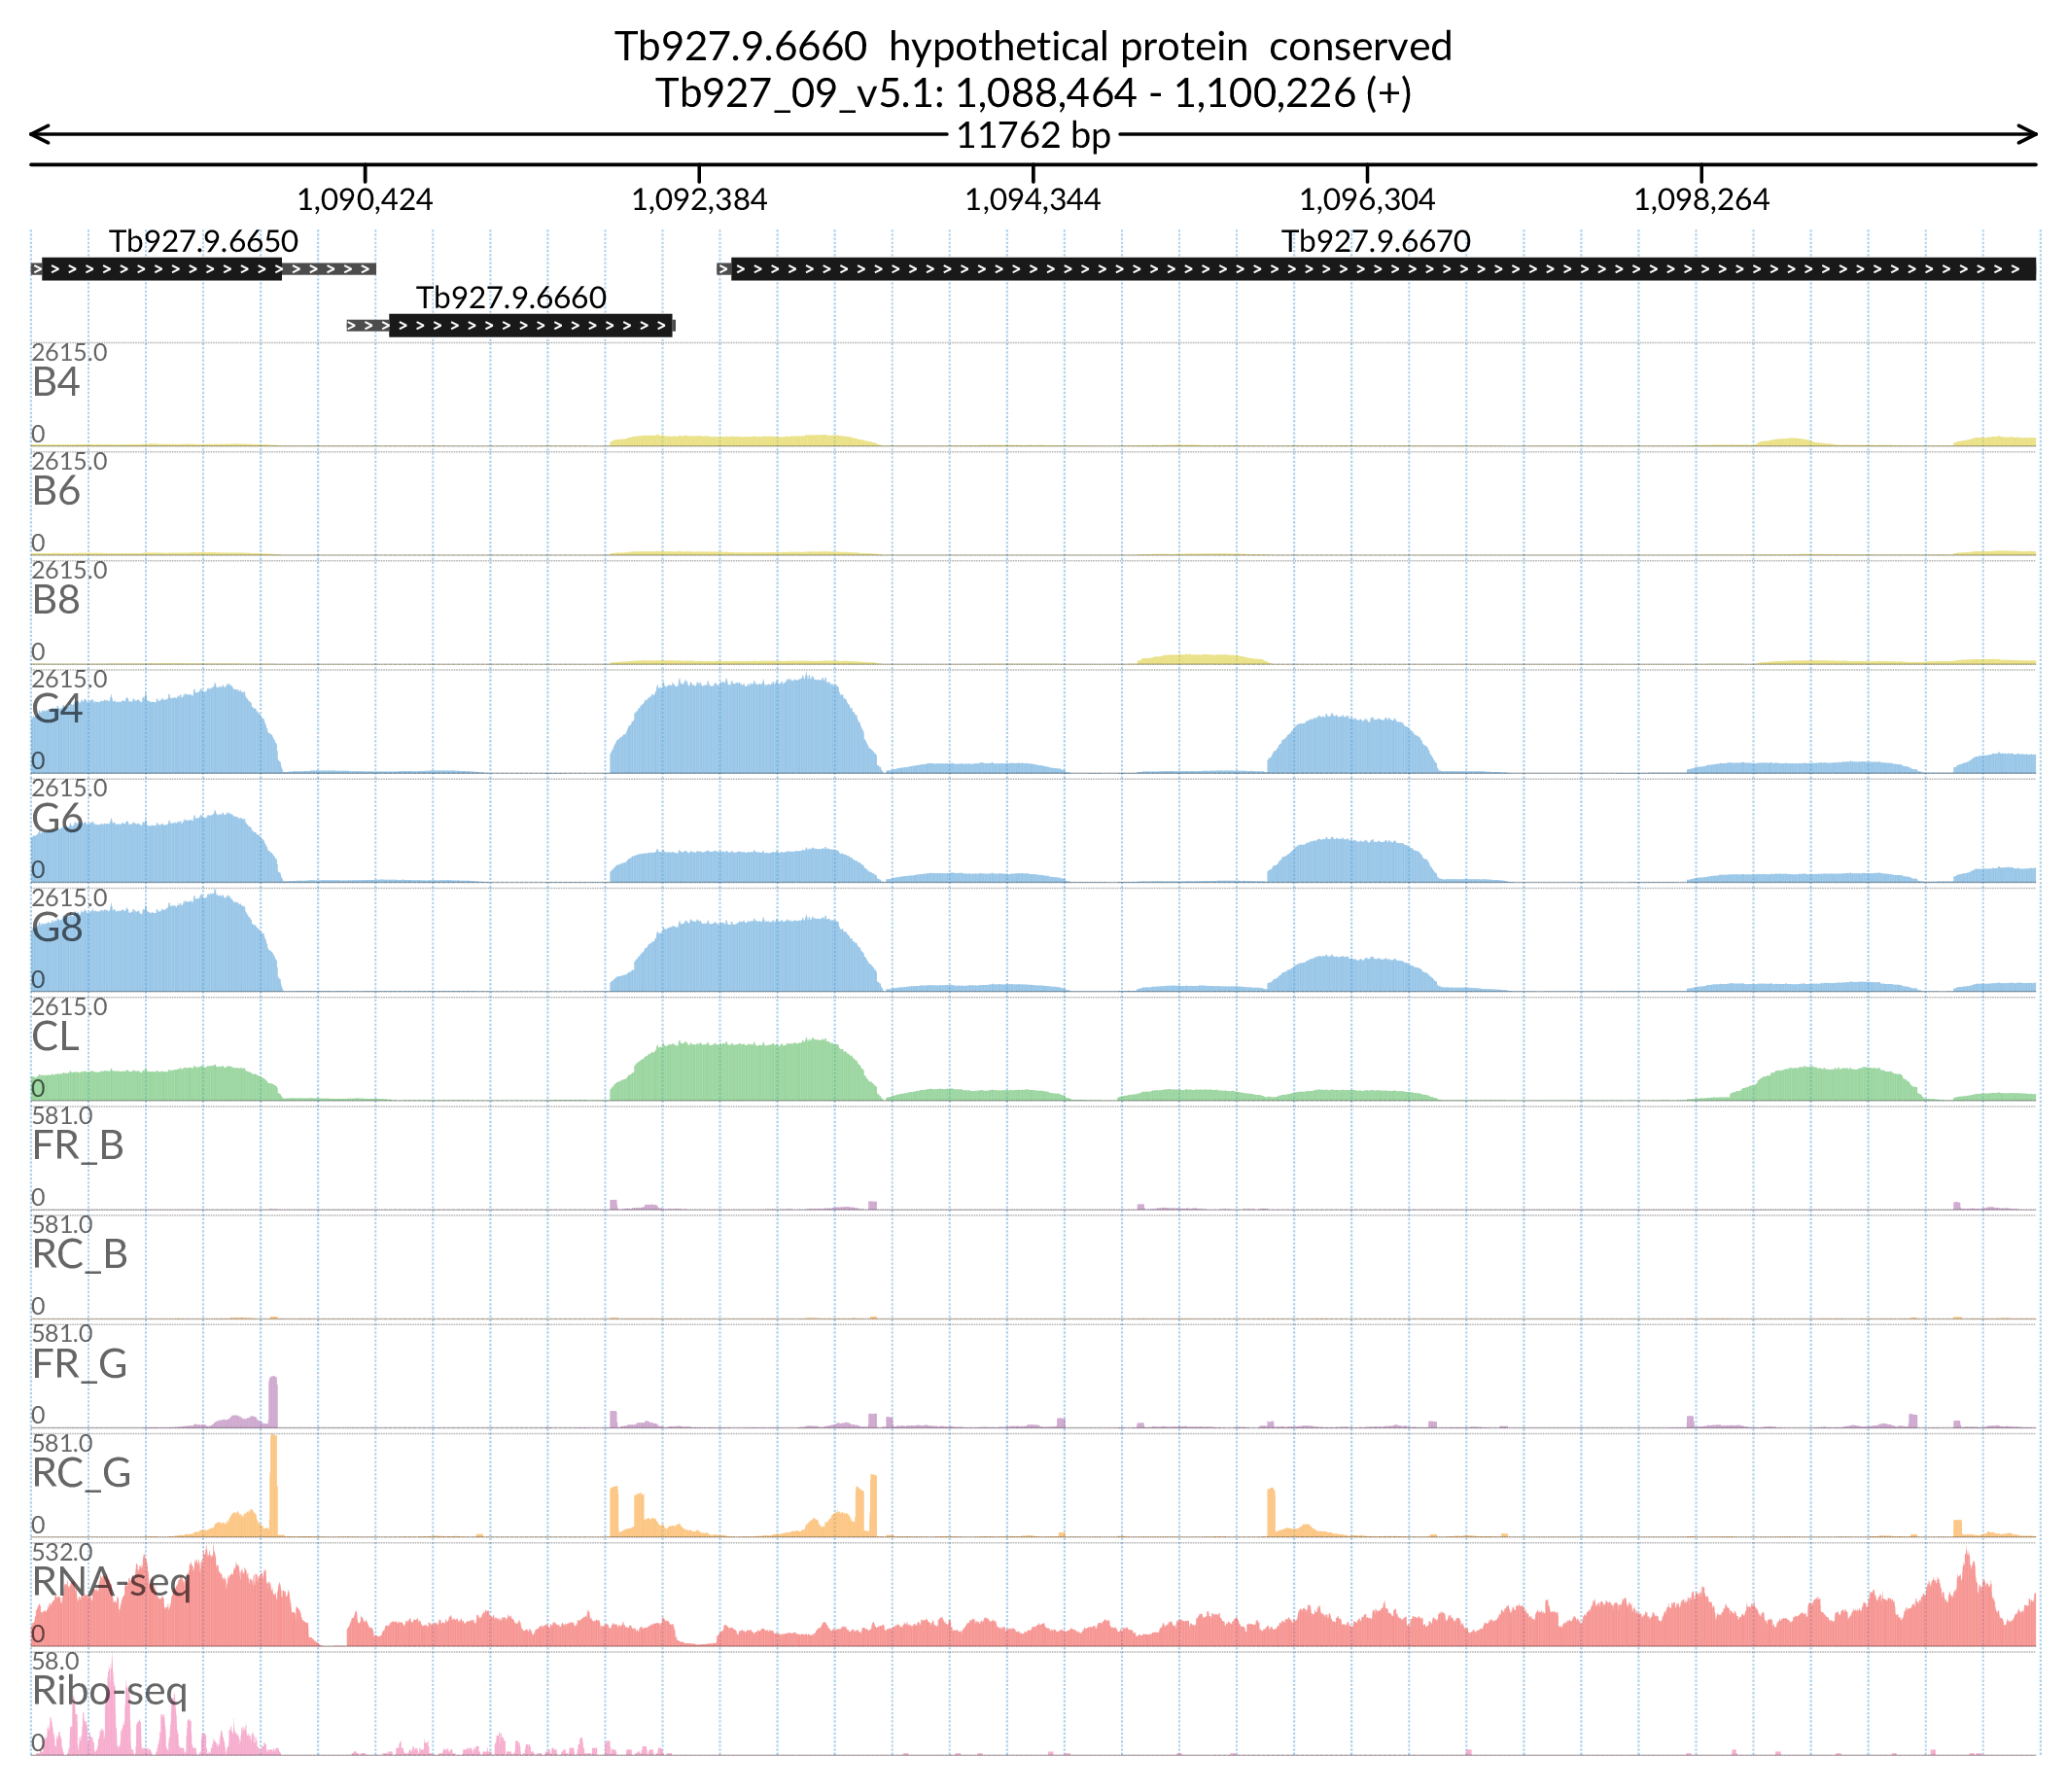 Tb927.9.6660  hypothetical protein  conserved
Tb927_09_v5.1: 1,088,464 - 1,100,226 (+)
11762 bp
1,090,424 1,092,384 1,094,344 1,096,304 1,098,264
Tb927.9.6650 Tb927.9.6670
Tb927.9.6660
2615.0
B4
0
2615.0
B6
0
2615.0
B8
0
2615.0
G4
0
2615.0
G6
0
2615.0
G8
0
2615.0
CL
0
581.0
FR_B
0
581.0
RC_B
0
581.0
FR_G
0
581.0
RC_G
0
532.0
RNA-seq
0
58.0
Ribo-seq
0